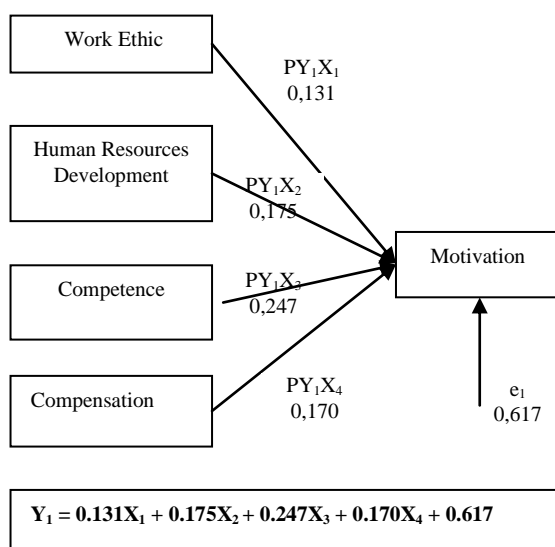 Work Ethic
PY₁X₁
0,131
Human Resources
Development
PY₁X₂
0,175
Motivation
Competence
PY₁X₃
0,247
Compensation
PY₁X₄
0,170
e₁
0,617
Y₁ = 0.131X₁ + 0.175X₂ + 0.247X₃ + 0.170X₄ + 0.617